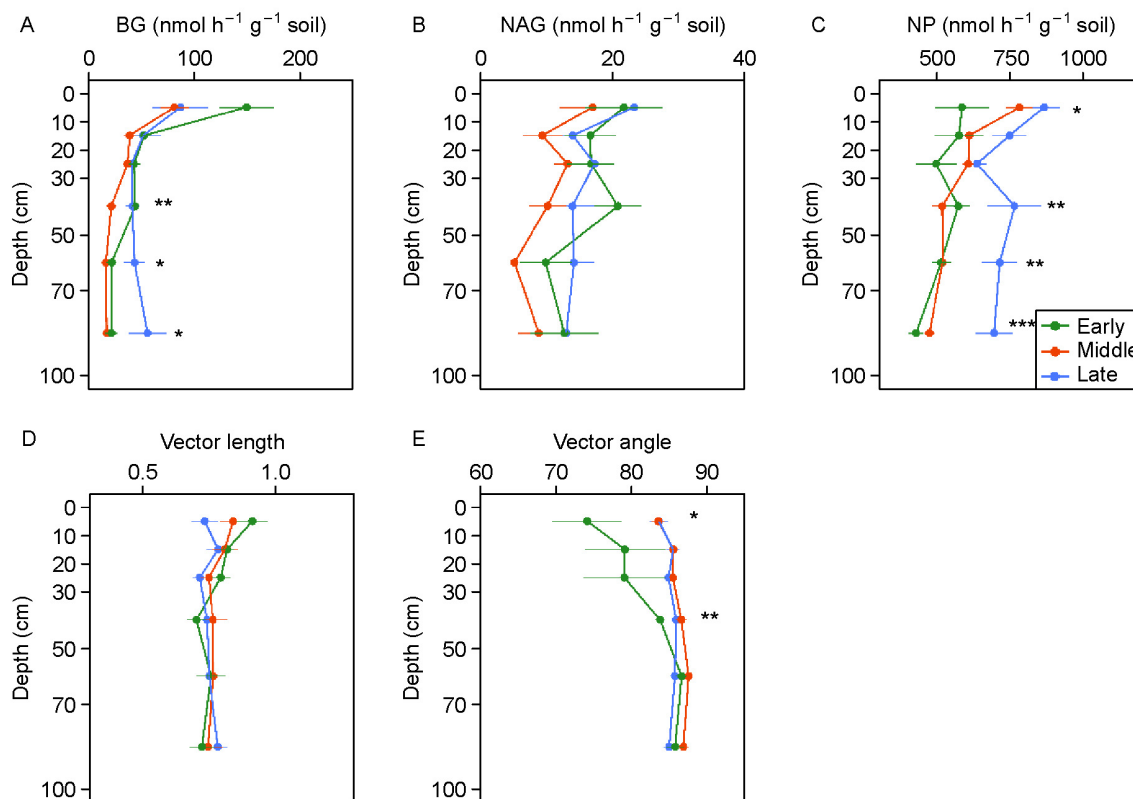 A BG (nmol h⁻¹ g⁻¹ soil)
0 100 200
Depth (cm)
0
10
20
30
50
70
100
**
*
*
B NAG (nmol h⁻¹ g⁻¹ soil)
0 20 40
Depth (cm)
0
10
20
30
50
70
100
C NP (nmol h⁻¹ g⁻¹ soil)
500 750 1000
Depth (cm)
0
10
20
30
50
70
100
*
**
**
***
Early
Middle
Late
D Vector length
0.5 1.0
Depth (cm)
0
10
20
30
50
70
100
E Vector angle
60 70 80 90
Depth (cm)
0
10
20
30
50
70
100
*
**